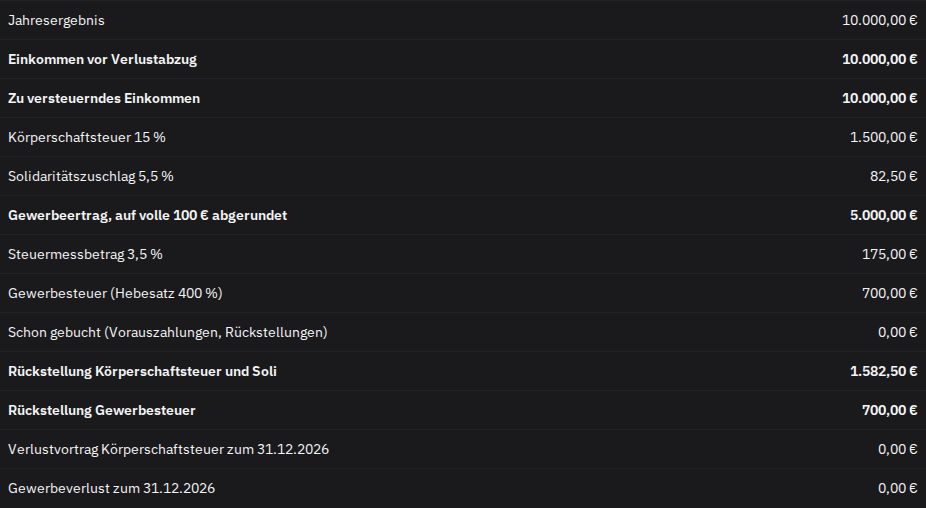 Jahresergebnis 10.000,00 €
Einkommen vor Verlustabzug 10.000,00 €
Zu versteuerndes Einkommen 10.000,00 €
Körperschaftsteuer 15 % 1.500,00 €
Solidaritätszuschlag 5,5 % 82,50 €
Gewerbeertrag, auf volle 100 € abgerundet 5.000,00 €
Steuermessbetrag 3,5 % 175,00 €
Gewerbesteuer (Hebesatz 400 %) 700,00 €
Schon gebucht (Vorauszahlungen, Rückstellungen) 0,00 €
Rückstellung Körperschaftsteuer und Soli 1.582,50 €
Rückstellung Gewerbesteuer 700,00 €
Verlustvortrag Körperschaftsteuer zum 31.12.2026 0,00 €
Gewerbeverlust zum 31.12.2026 0,00 €